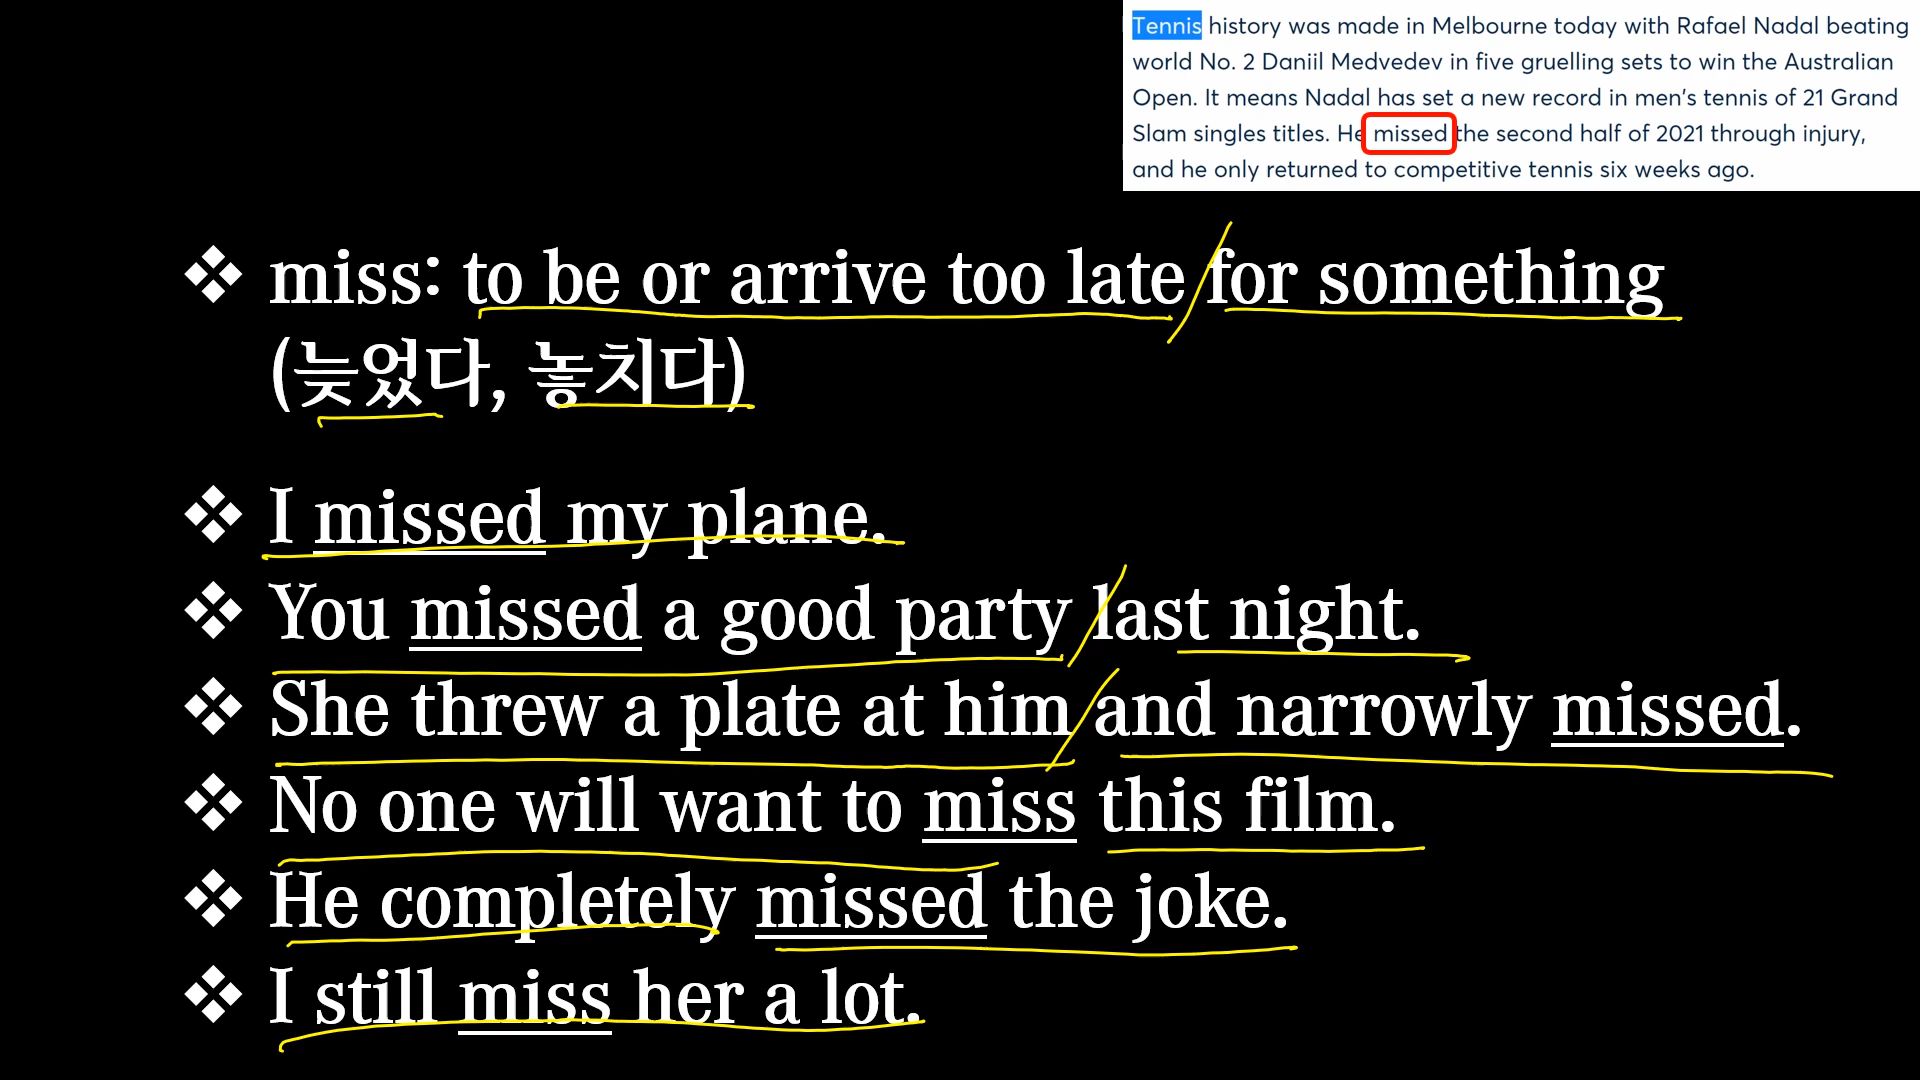 Tennis history was made in Melbourne today with Rafael Nadal beating
world No. 2 Daniil Medvedev in five gruelling sets to win the Australian
Open. It means Nadal has set a new record in men's tennis of 21 Grand
Slam singles titles. He missed the second half of 2021 through injury,
and he only returned to competitive tennis six weeks ago.
❖ miss: to be or arrive too late for something
(늦었다, 놓치다)
❖ I missed my plane.
❖ You missed a good party last night.
❖ She threw a plate at him and narrowly missed.
❖ No one will want to miss this film.
❖ He completely missed the joke.
❖ I still miss her a lot.